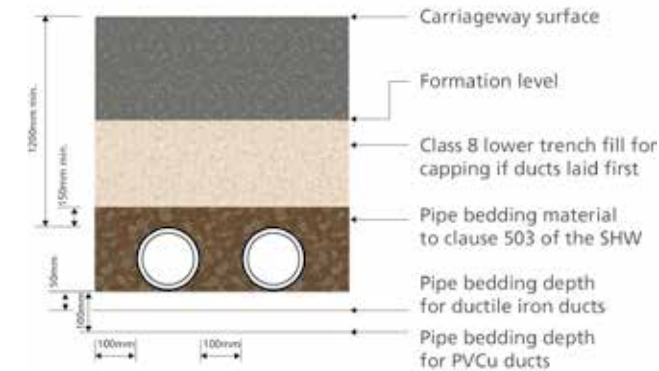 Carriageway surface
Formation level
Class 8 lower trench fill for
capping if ducts laid first
Pipe bedding material
to clause 503 of the SHW
Pipe bedding depth
for ductile iron ducts
Pipe bedding depth
for PVCu ducts
1200mm min.
150mm min.
50mm
100mm
100mm
100mm